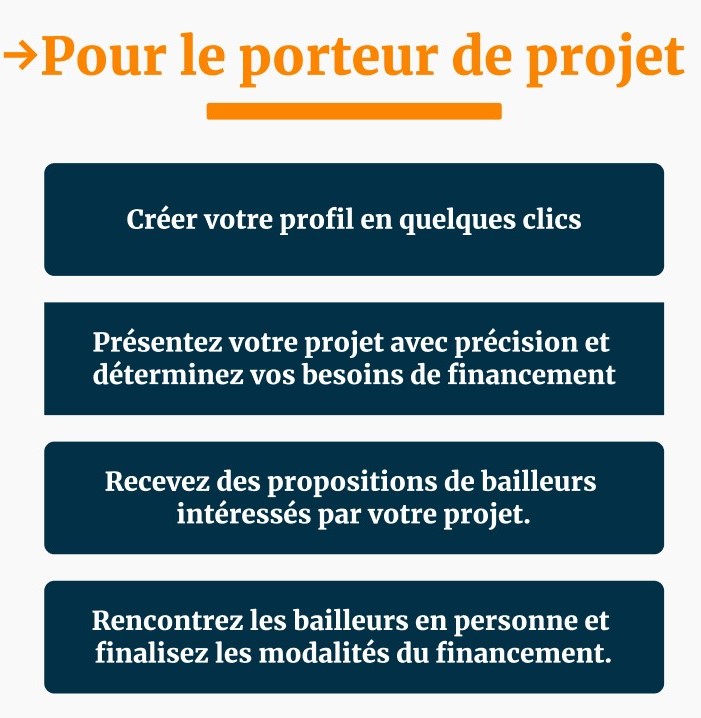 →Pour le porteur de projet
Créer votre profil en quelques clics
Présentez votre projet avec précision et
déterminez vos besoins de financement
Recevez des propositions de bailleurs
intéressés par votre projet.
Rencontrez les bailleurs en personne et
finalisez les modalités du financement.